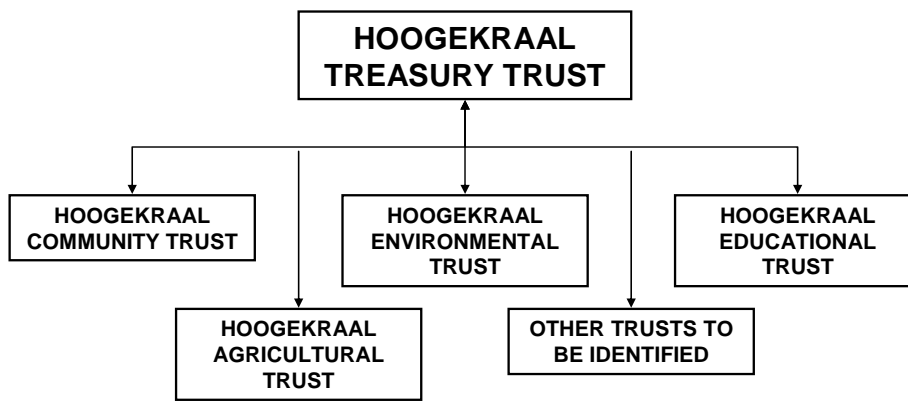 HOOGEKRAAL
TREASURY TRUST
HOOGEKRAAL
COMMUNITY TRUST
HOOGEKRAAL
ENVIRONMENTAL
TRUST
HOOGEKRAAL
EDUCATIONAL
TRUST
HOOGEKRAAL
AGRICULTURAL
TRUST
OTHER TRUSTS TO
BE IDENTIFIED